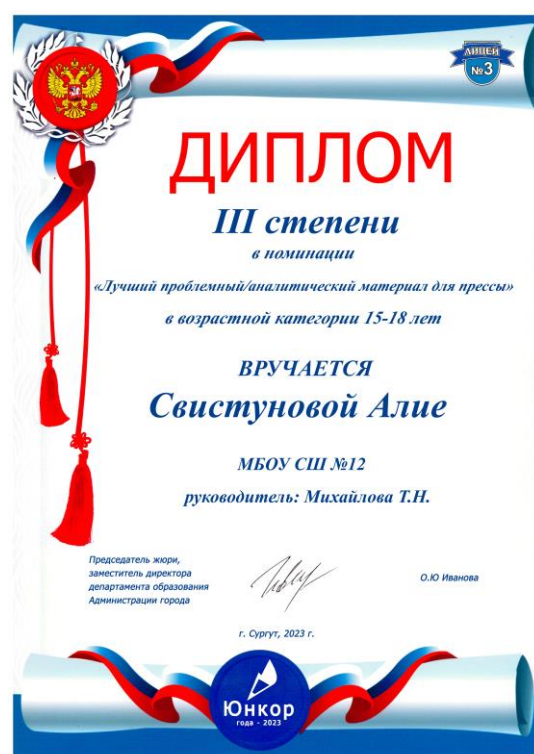 ЛИЦЕЙ
№3
ДИПЛОМ
III степени
в номинации
«Лучший проблемный/аналитический материал для прессы»
в возрастной категории 15-18 лет
ВРУЧАЕТСЯ
Свистуновой Алие
МБОУ СШ №12
руководитель: Михайлова Т.Н.
Председатель жюри,
заместитель директора
департамента образования
Администрации города
О.Ю Иванова
г. Сургут, 2023 г.
Юнкор
года - 2023